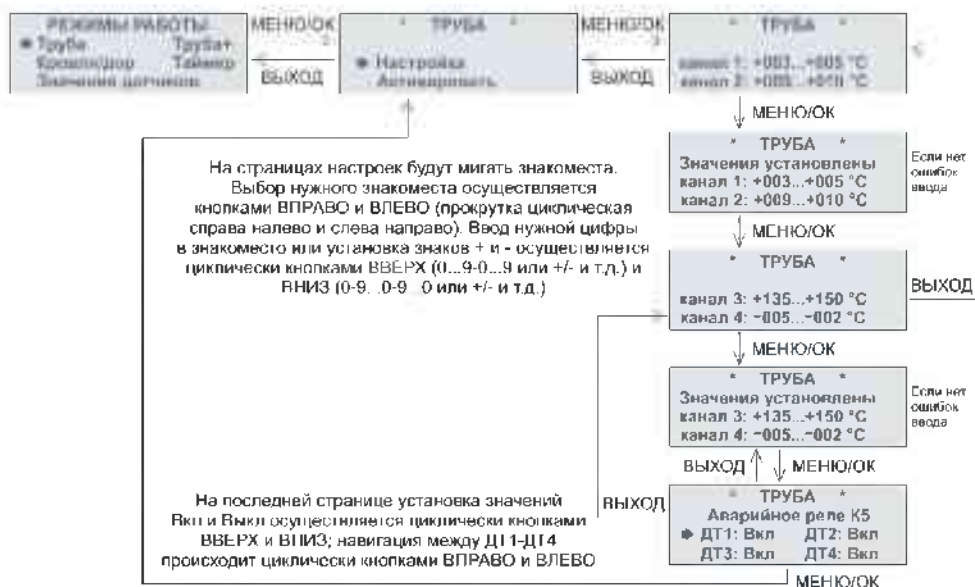 РЕЖИМЫ РАБОТЫ
Труба Труба+
Кровля/дор Таймер
Значения датчиков
МЕНЮ/ОК
ВЫХОД
* ТРУБА *
Настройка
Активировать
МЕНЮ/ОК
ВЫХОД
* ТРУБА *
канал 1: +003...+005 °C
канал 2: +009...+010 °C
МЕНЮ/ОК
* ТРУБА *
Значения установлены
канал 1: +003...+005 °C
канал 2: +009...+010 °C
Если нет
ошибок
ввода
На страницах настроек будут мигать знакоместа.
Выбор нужного знакоместа осуществляется
кнопками ВПРАВО и ВЛЕВО (прокрутка циклическая
справа налево и слева направо). Ввод нужной цифры
в знакоместо или установка знаков + и - осуществляется
циклически кнопками ВВЕРХ (0...9-0...9 или +/- и т.д.) и
ВНИЗ (0-9...0-9...0 или +/- и т.д.)
МЕНЮ/ОК
* ТРУБА *
канал 3: +135...+150 °C
канал 4: -005...-002 °C
ВЫХОД
МЕНЮ/ОК
* ТРУБА *
Значения установлены
канал 3: +135...+150 °C
канал 4: -005...-002 °C
Если нет
ошибок
ввода
ВЫХОД МЕНЮ/ОК
На последней странице установка значений
Вкл и Выкл осуществляется циклически кнопками
ВВЕРХ и ВНИЗ; навигация между ДТ1-ДТ4
происходит циклически кнопками ВПРАВО и ВЛЕВО
ВЫХОД
* ТРУБА *
Аварийное реле К5
ДТ1: Вкл ДТ2: Вкл
ДТ3: Вкл ДТ4: Вкл
МЕНЮ/ОК